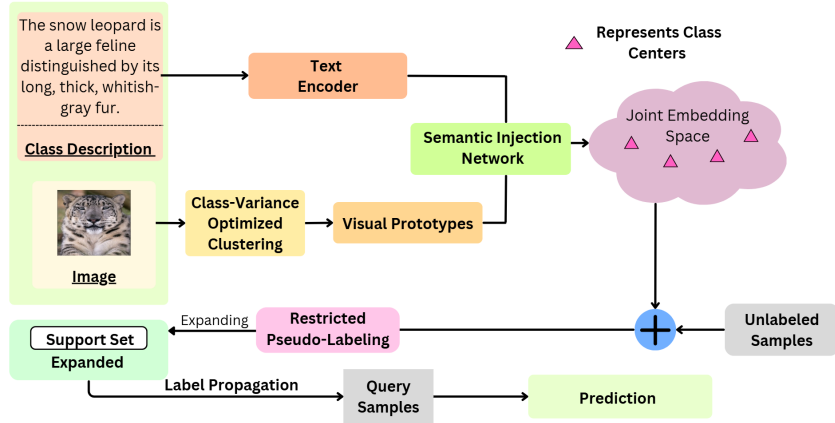 The snow leopard is
a large feline
distinguished by its
long, thick, whitish-
gray fur.
Class Description
Text
Encoder
Represents Class
Centers
Joint Embedding
Space
Semantic Injection
Network
Image
Class-Variance
Optimized
Clustering
Visual Prototypes
Expanding
Restricted
Pseudo-Labeling
Unlabeled
Samples
Support Set
Expanded
Label Propagation
Query
Samples
Prediction